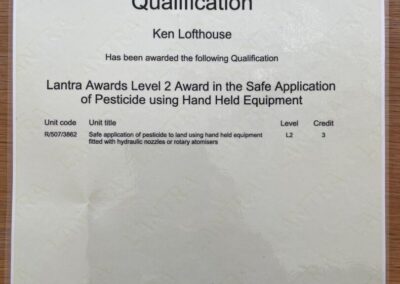 Qualification
Ken Lofthouse
Has been awarded the following Qualification
Lantra Awards Level 2 Award in the Safe Application
of Pesticide using Hand Held Equipment
Unit code Unit title Level Credit
R/507/3862 Safe application of pesticide to land using hand held equipment L2 3
fitted with hydraulic nozzles or rotary atomisers